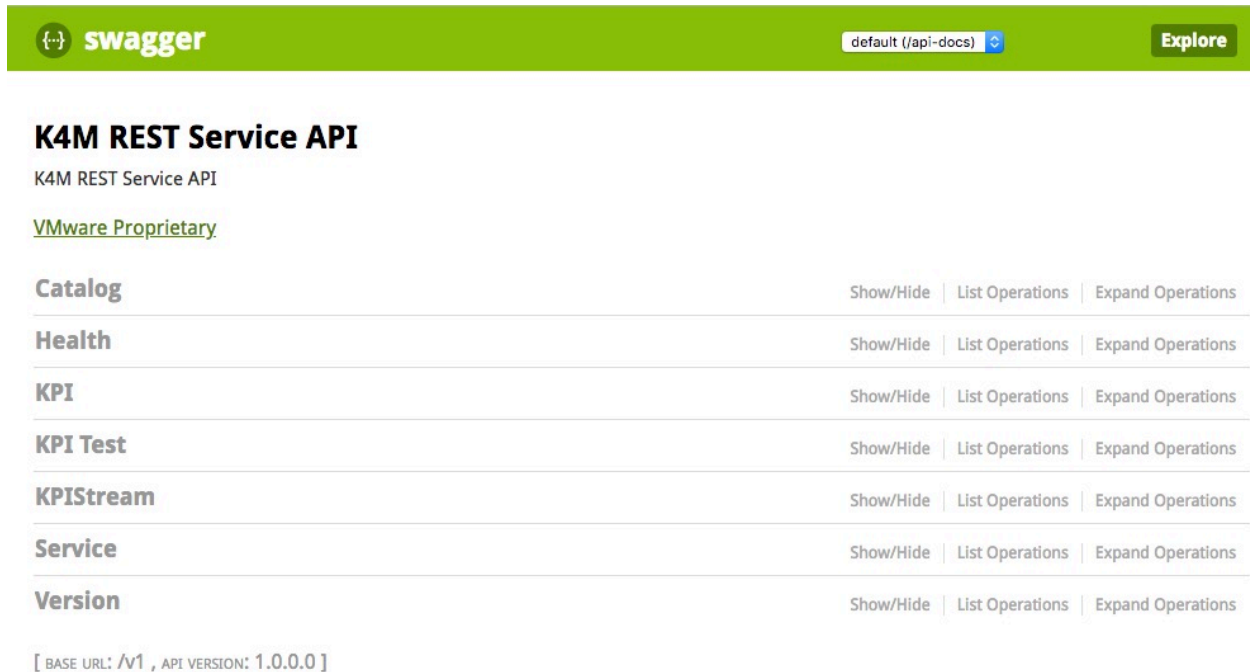 {···} swagger default (/api-docs) Explore
K4M REST Service API
K4M REST Service API
VMware Proprietary
Catalog Show/Hide List Operations Expand Operations
Health Show/Hide List Operations Expand Operations
KPI Show/Hide List Operations Expand Operations
KPI Test Show/Hide List Operations Expand Operations
KPIStream Show/Hide List Operations Expand Operations
Service Show/Hide List Operations Expand Operations
Version Show/Hide List Operations Expand Operations
[ BASE URL: /v1 , API VERSION: 1.0.0.0 ]